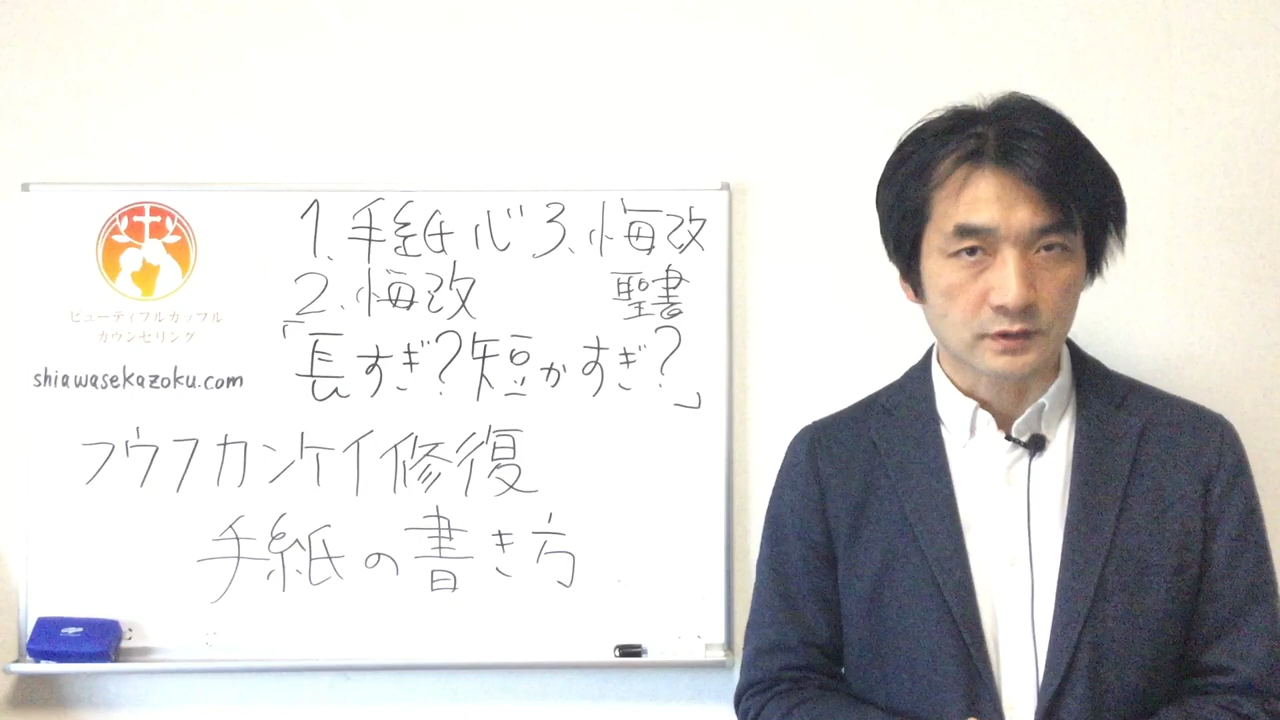 ビューティフルカップル
カウンセリング
shiawasekazoku.com
1.手紙 心 3、悔改
2.悔改 聖書
「長すぎ?短かすぎ?」
フウフカンケイ修復
手紙の書き方